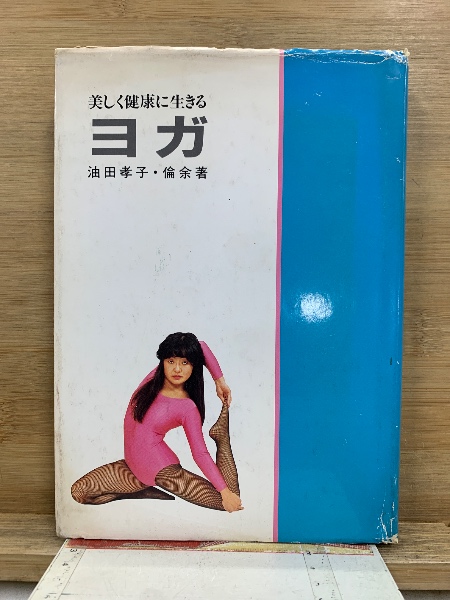 美しく健康に生きる
ヨガ
油田孝子・倫余著